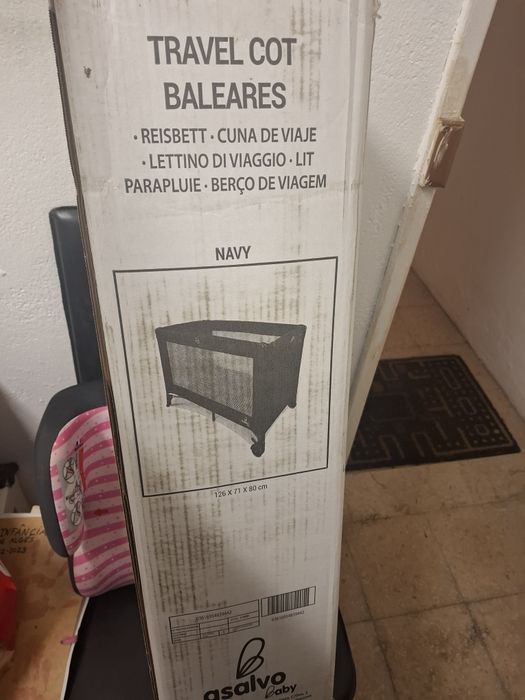 TRAVEL COT
BALEARES
· REISBETT · CUNA DE VIAJE
· LETTINO DI VIAGGIO · LIT
PARAPLUIE · BERÇO DE VIAGEM
NAVY
126 X 71 X 80 cm
asalvo
Baby
INFÂNCIA